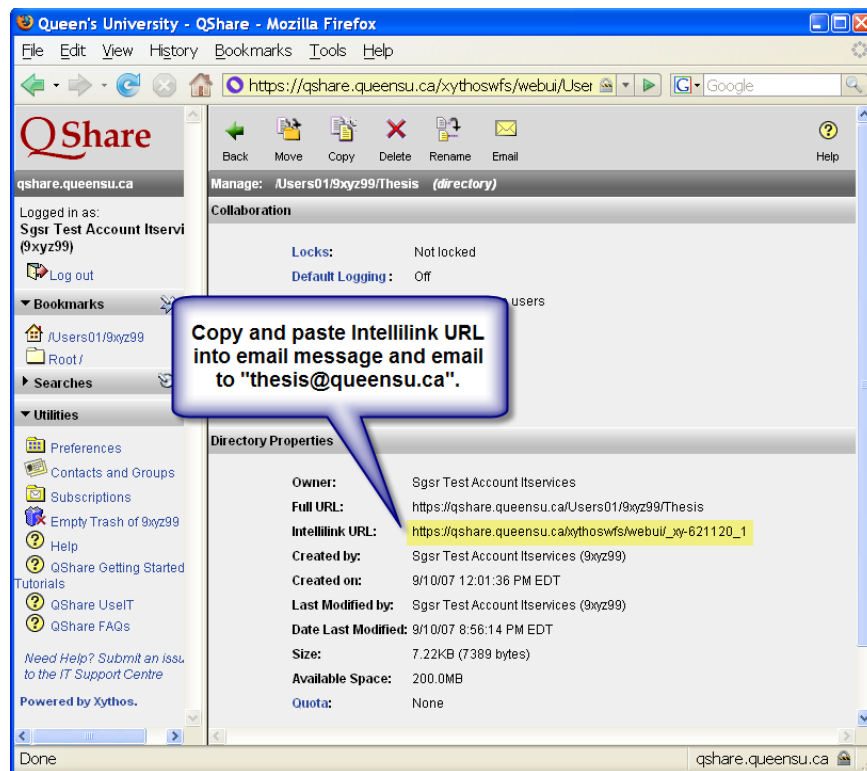 Queen's University - QShare - Mozilla Firefox
File Edit View History Bookmarks Tools Help
https://qshare.queensu.ca/xythoswfs/webui/User
G Google
QShare
qshare.queensu.ca
Logged in as:
Sgsr Test Account Itservi
(9xyz99)
Log out
Bookmarks
/Users01/9xyz99
Root /
Searches
Utilities
Preferences
Contacts and Groups
Subscriptions
Empty Trash of 9xyz99
Help
QShare Getting Started
Tutorials
QShare UseIT
QShare FAQs
Need Help? Submit an issu
to the IT Support Centre
Powered by Xythos.
Back Move Copy Delete Rename Email Help
Manage: /Users01/9xyz99/Thesis (directory)
Collaboration
Locks: Not locked
Default Logging : Off
users
Copy and paste Intellilink URL
into email message and email
to "thesis@queensu.ca".
Directory Properties
Owner: Sgsr Test Account Itservices
Full URL: https://qshare.queensu.ca/Users01/9xyz99/Thesis
Intellilink URL: https://qshare.queensu.ca/xythoswfs/webui/_xy-621120_1
Created by: Sgsr Test Account Itservices (9xyz99)
Created on: 9/10/07 12:01:36 PM EDT
Last Modified by: Sgsr Test Account Itservices (9xyz99)
Date Last Modified: 9/10/07 8:56:14 PM EDT
Size: 7.22KB (7389 bytes)
Available Space: 200.0MB
Quota: None
Done
qshare.queensu.ca